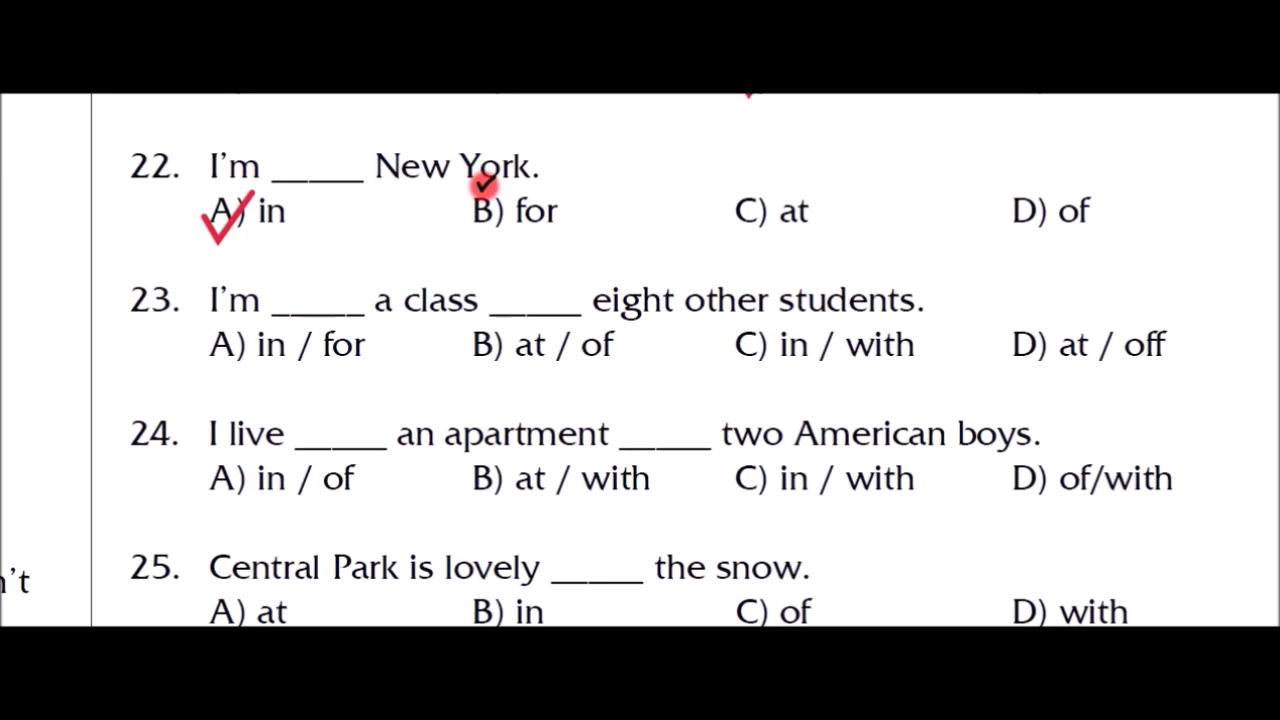 22. I'm _____ New York.
A) in B) for C) at D) of
23. I'm _____ a class _____ eight other students.
A) in / for B) at / of C) in / with D) at / off
24. I live _____ an apartment _____ two American boys.
A) in / of B) at / with C) in / with D) of/with
25. Central Park is lovely _____ the snow.
n't
A) at B) in C) of D) with